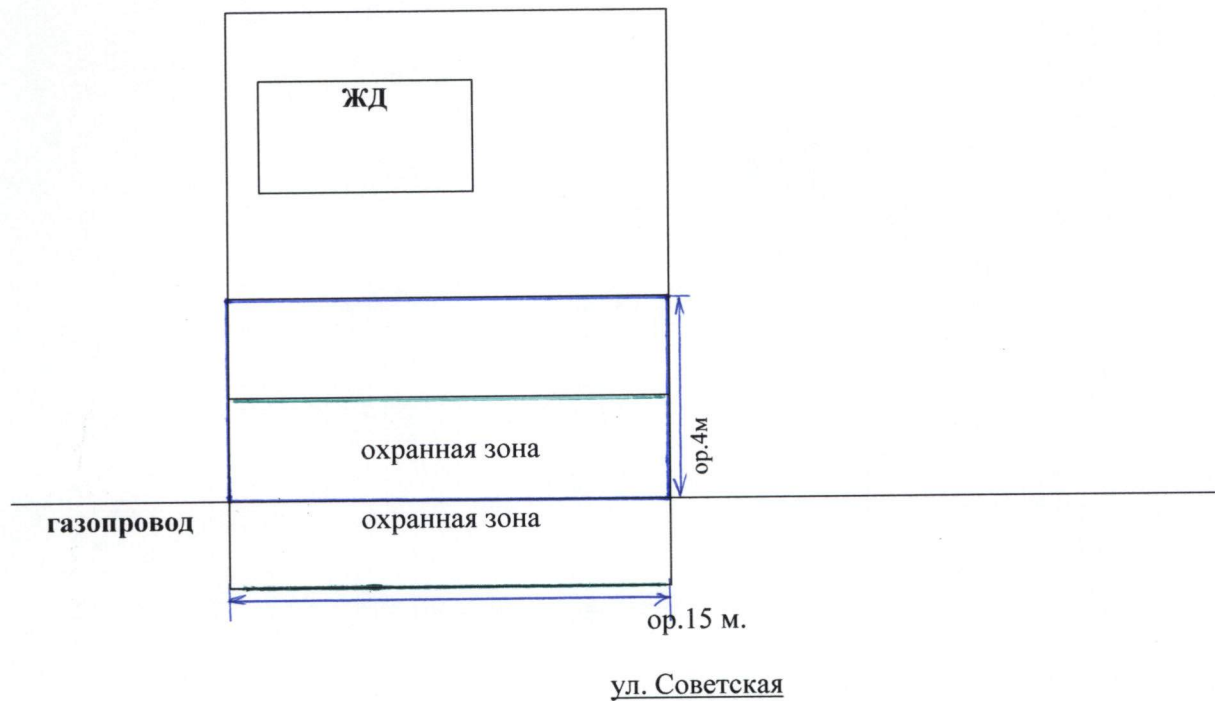 ЖД
охранная зона
ор.4м
газопровод
охранная зона
ор.15 м.
ул. Советская